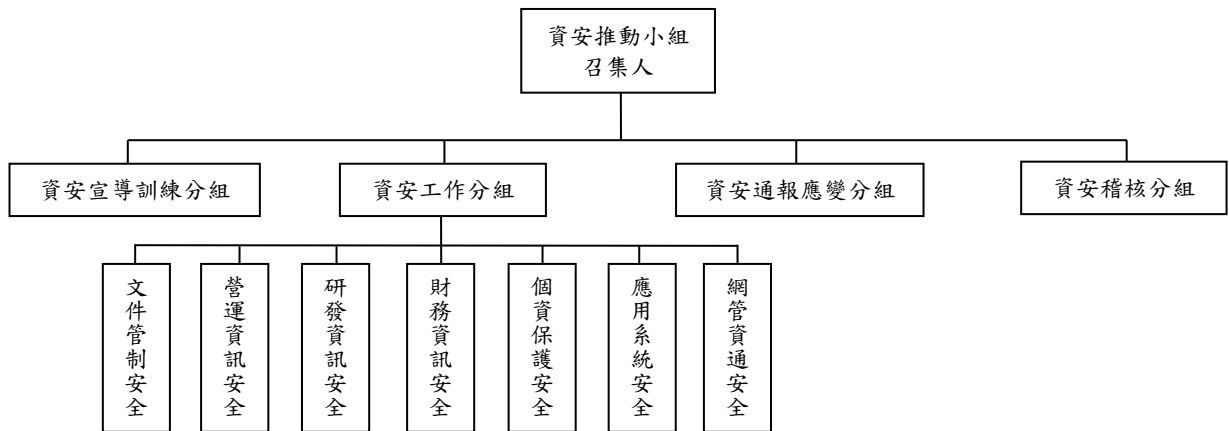 資安推動小組
召集人
資安宣導訓練分組
資安工作分組
資安通報應變分組
資安稽核分組
文件管制安全
營運資訊安全
研發資訊安全
財務資訊安全
個資保護安全
應用系統安全
網管資通安全